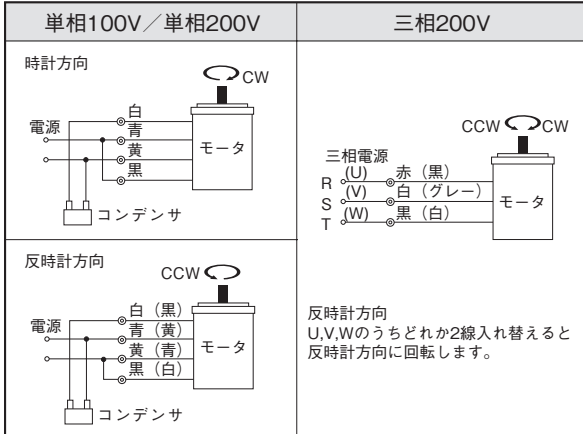 単相100V／単相200V
三相200V
時計方向
CW
白
電源
青
黄
黒
モータ
コンデンサ
反時計方向
CCW
白（黒）
電源
青（黄）
黄（青）
黒（白）
モータ
コンデンサ
CCW
CW
三相電源
R (U) 赤（黒）
S (V) 白（グレー）
T (W) 黒（白）
モータ
反時計方向
U,V,Wのうちどれか2線入れ替えると
反時計方向に回転します。